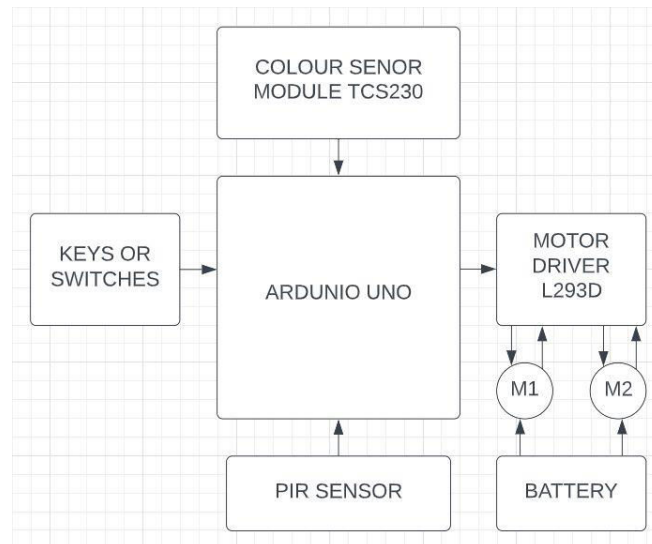 COLOUR SENOR
MODULE TCS230
KEYS OR
SWITCHES
ARDUNIO UNO
MOTOR
DRIVER
L293D
M1
M2
PIR SENSOR
BATTERY